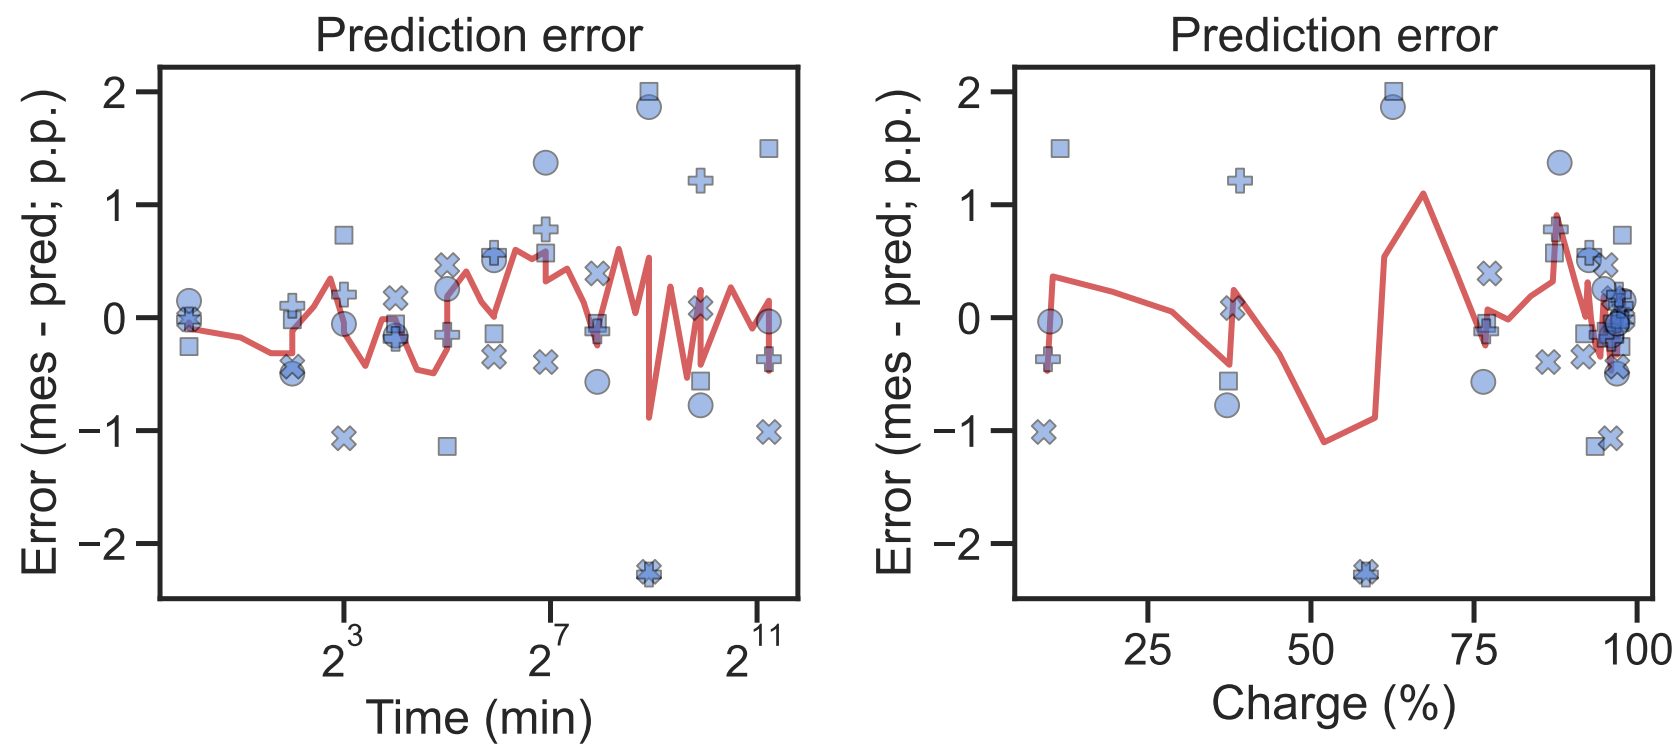 Prediction error
2
1
0
−1
−2
Error (mes - pred; p.p.)
2^3
2^7
2^11
Time (min)
Prediction error
2
1
0
−1
−2
Error (mes - pred; p.p.)
25
50
75
100
Charge (%)